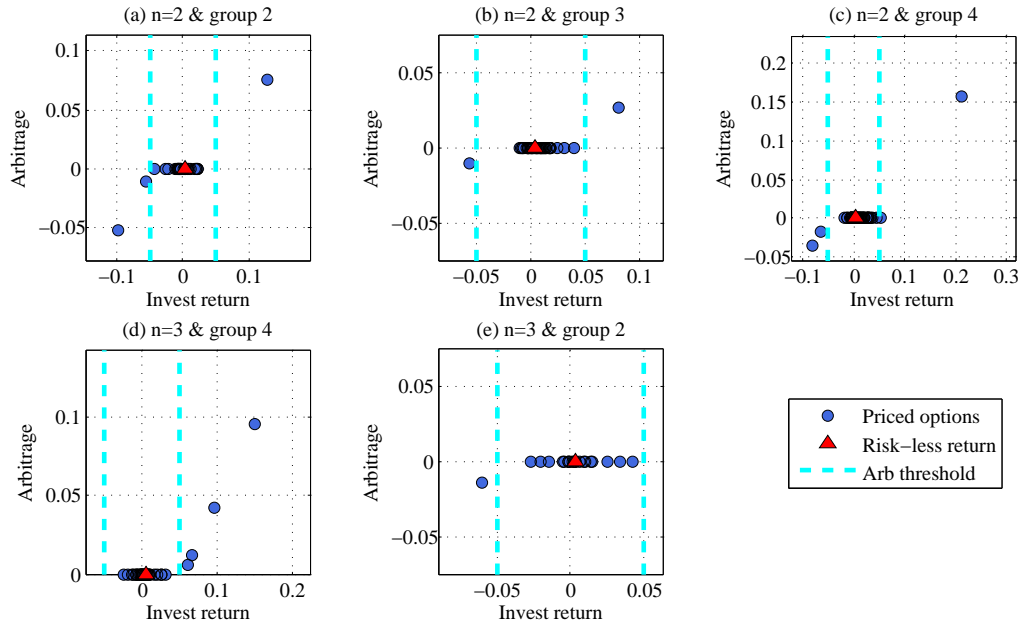 (a) n=2 & group 2
0.1
0.05
0
−0.05
Arbitrage
−0.1
0
0.1
Invest return
(b) n=2 & group 3
0.05
0
−0.05
Arbitrage
−0.05
0
0.05
0.1
Invest return
(c) n=2 & group 4
0.2
0.15
0.1
0.05
0
−0.05
Arbitrage
−0.1
0
0.1
0.2
0.3
Invest return
(d) n=3 & group 4
0.1
0.05
0
Arbitrage
0
0.1
0.2
Invest return
(e) n=3 & group 2
0.05
0
−0.05
Arbitrage
−0.05
0
0.05
Invest return
Priced options
Risk−less return
Arb threshold